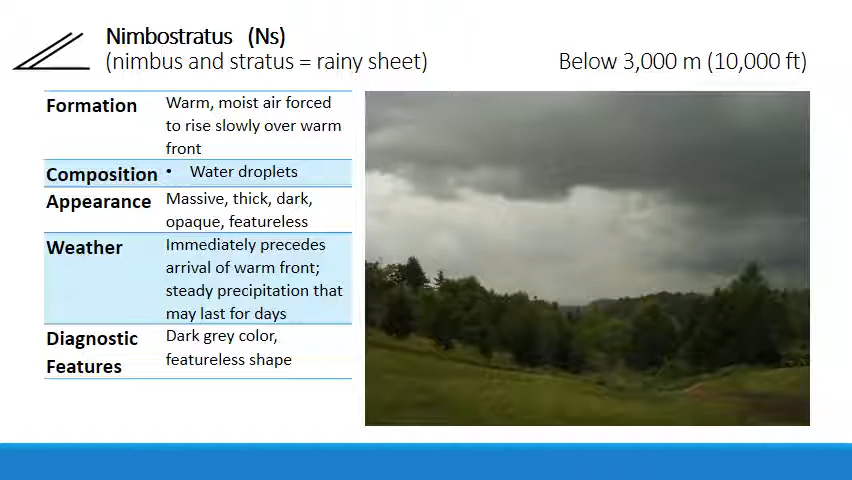 Nimbostratus (Ns)
(nimbus and stratus = rainy sheet)
Below 3,000 m (10,000 ft)
Formation
Warm, moist air forced
to rise slowly over warm
front
Composition
• Water droplets
Appearance
Massive, thick, dark,
opaque, featureless
Weather
Immediately precedes
arrival of warm front;
steady precipitation that
may last for days
Diagnostic
Features
Dark grey color,
featureless shape